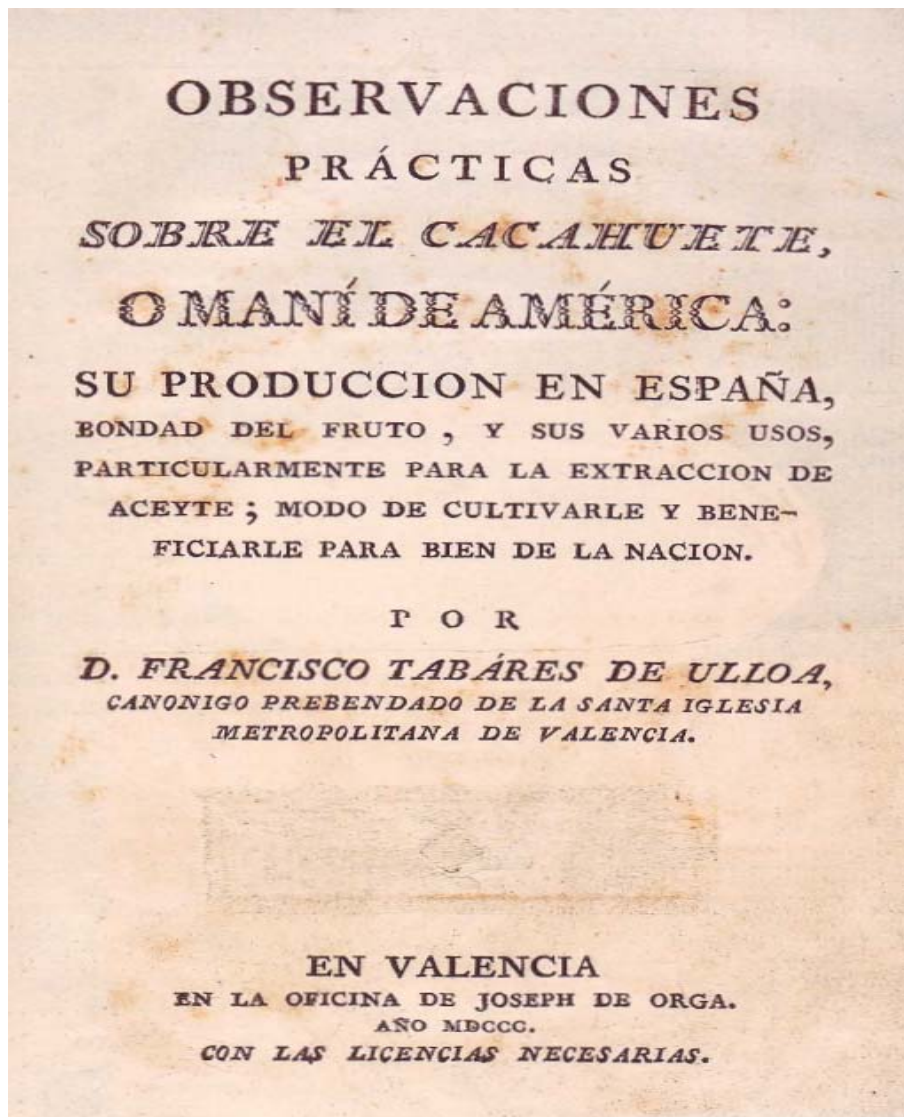 OBSERVACIONES
PRÁCTICAS
SOBRE EL CACAHUETE,
O MANÍ DE AMÉRICA:
SU PRODUCCION EN ESPAÑA,
BONDAD DEL FRUTO, Y SUS VARIOS USOS,
PARTICULARMENTE PARA LA EXTRACCION DE
ACEYTE; MODO DE CULTIVARLE Y BENE-
FICIARLE PARA BIEN DE LA NACION.
POR
D. FRANCISCO TABÁRES DE ULLOA,
CANONIGO PREBENDADO DE LA SANTA IGLESIA
METROPOLITANA DE VALENCIA.
EN VALENCIA
EN LA OFICINA DE JOSEPH DE ORGA.
AÑO MDCCC.
CON LAS LICENCIAS NECESARIAS.